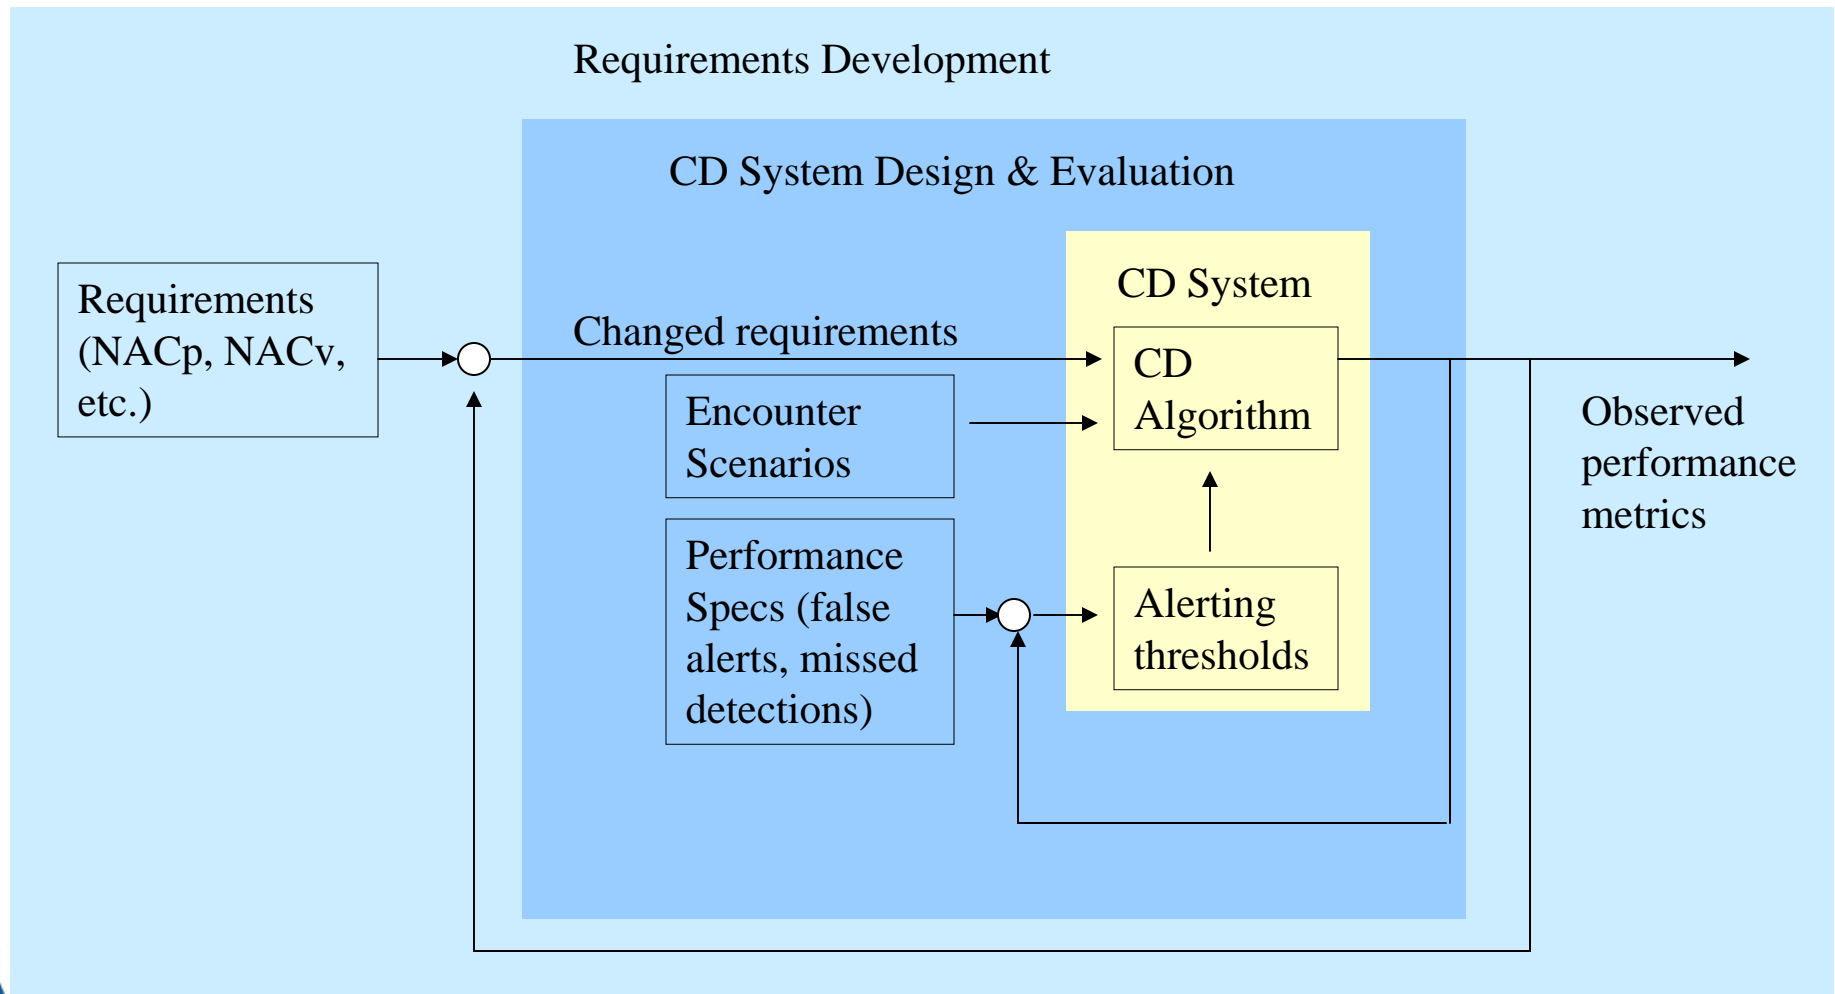 Requirements Development
CD System Design & Evaluation
Requirements
(NACp, NACv,
etc.)
Changed requirements
Encounter
Scenarios
Performance
Specs (false
alerts, missed
detections)
CD System
CD
Algorithm
Alerting
thresholds
Observed
performance
metrics